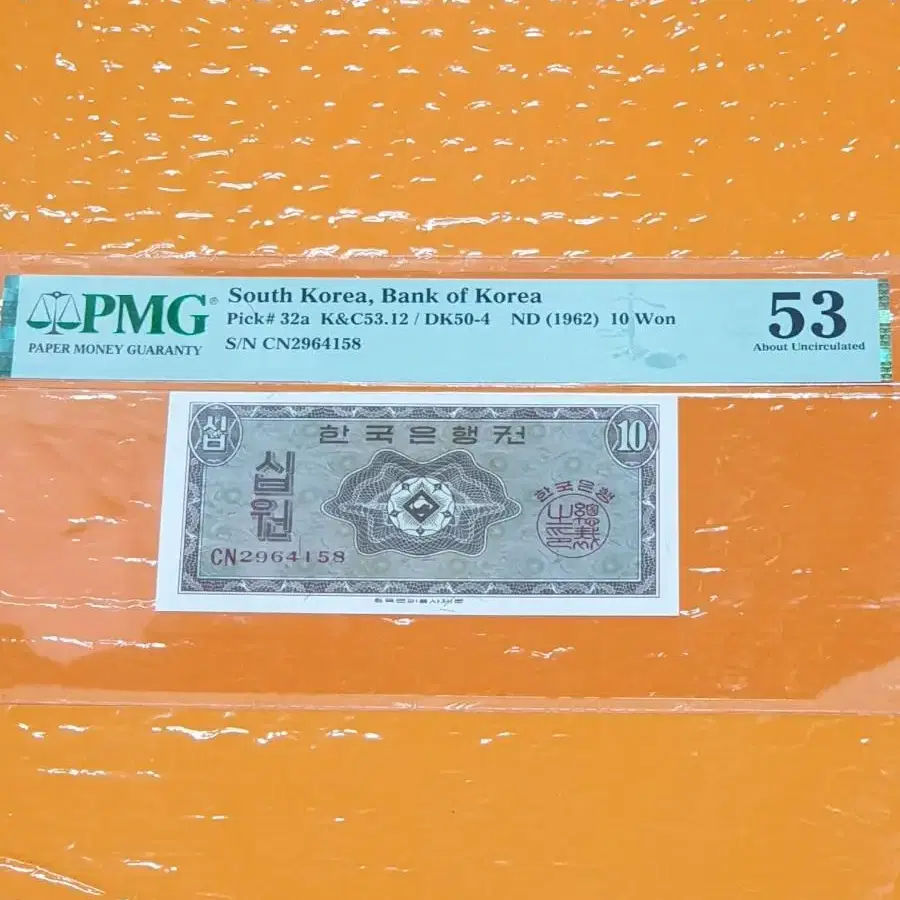 PMG®
PAPER MONEY GUARANTY
South Korea, Bank of Korea
Pick# 32a K&C53.12 / DK50-4 ND (1962) 10 Won
S/N CN2964158
53
About Uncirculated
십
한국은행권
10
십원
한국은행
CN2964158